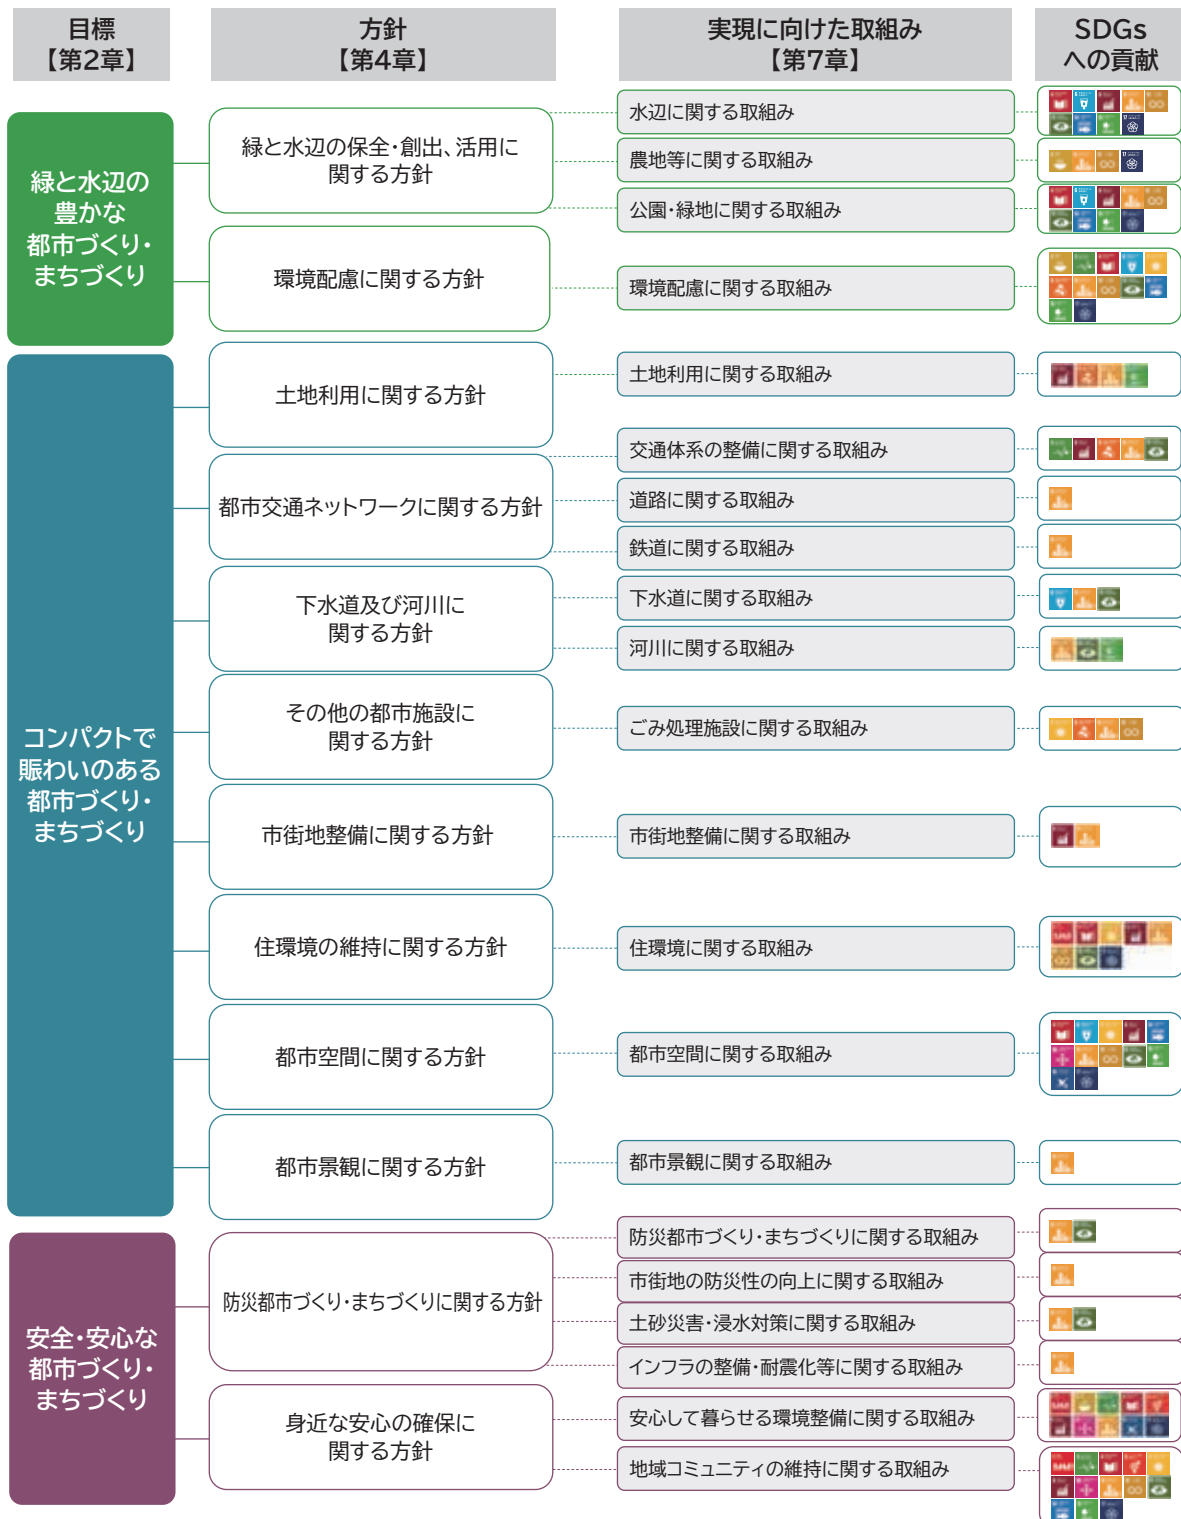 目標
【第2章】
方針
【第4章】
実現に向けた取組み
【第7章】
SDGs
への貢献
緑と水辺の
豊かな
都市づくり・
まちづくり
緑と水辺の保全・創出、活用に
関する方針
水辺に関する取組み
農地等に関する取組み
公園・緑地に関する取組み
環境配慮に関する方針
環境配慮に関する取組み
コンパクトで
賑わいのある
都市づくり・
まちづくり
土地利用に関する方針
土地利用に関する取組み
都市交通ネットワークに関する方針
交通体系の整備に関する取組み
道路に関する取組み
鉄道に関する取組み
下水道及び河川に
関する方針
下水道に関する取組み
河川に関する取組み
その他の都市施設に
関する方針
ごみ処理施設に関する取組み
市街地整備に関する方針
市街地整備に関する取組み
住環境の維持に関する方針
住環境に関する取組み
都市空間に関する方針
都市空間に関する取組み
都市景観に関する方針
都市景観に関する取組み
安全・安心な
都市づくり・
まちづくり
防災都市づくり・まちづくりに関する方針
防災都市づくり・まちづくりに関する取組み
市街地の防災性の向上に関する取組み
土砂災害・浸水対策に関する取組み
インフラの整備・耐震化等に関する取組み
身近な安心の確保に
関する方針
安心して暮らせる環境整備に関する取組み
地域コミュニティの維持に関する取組み